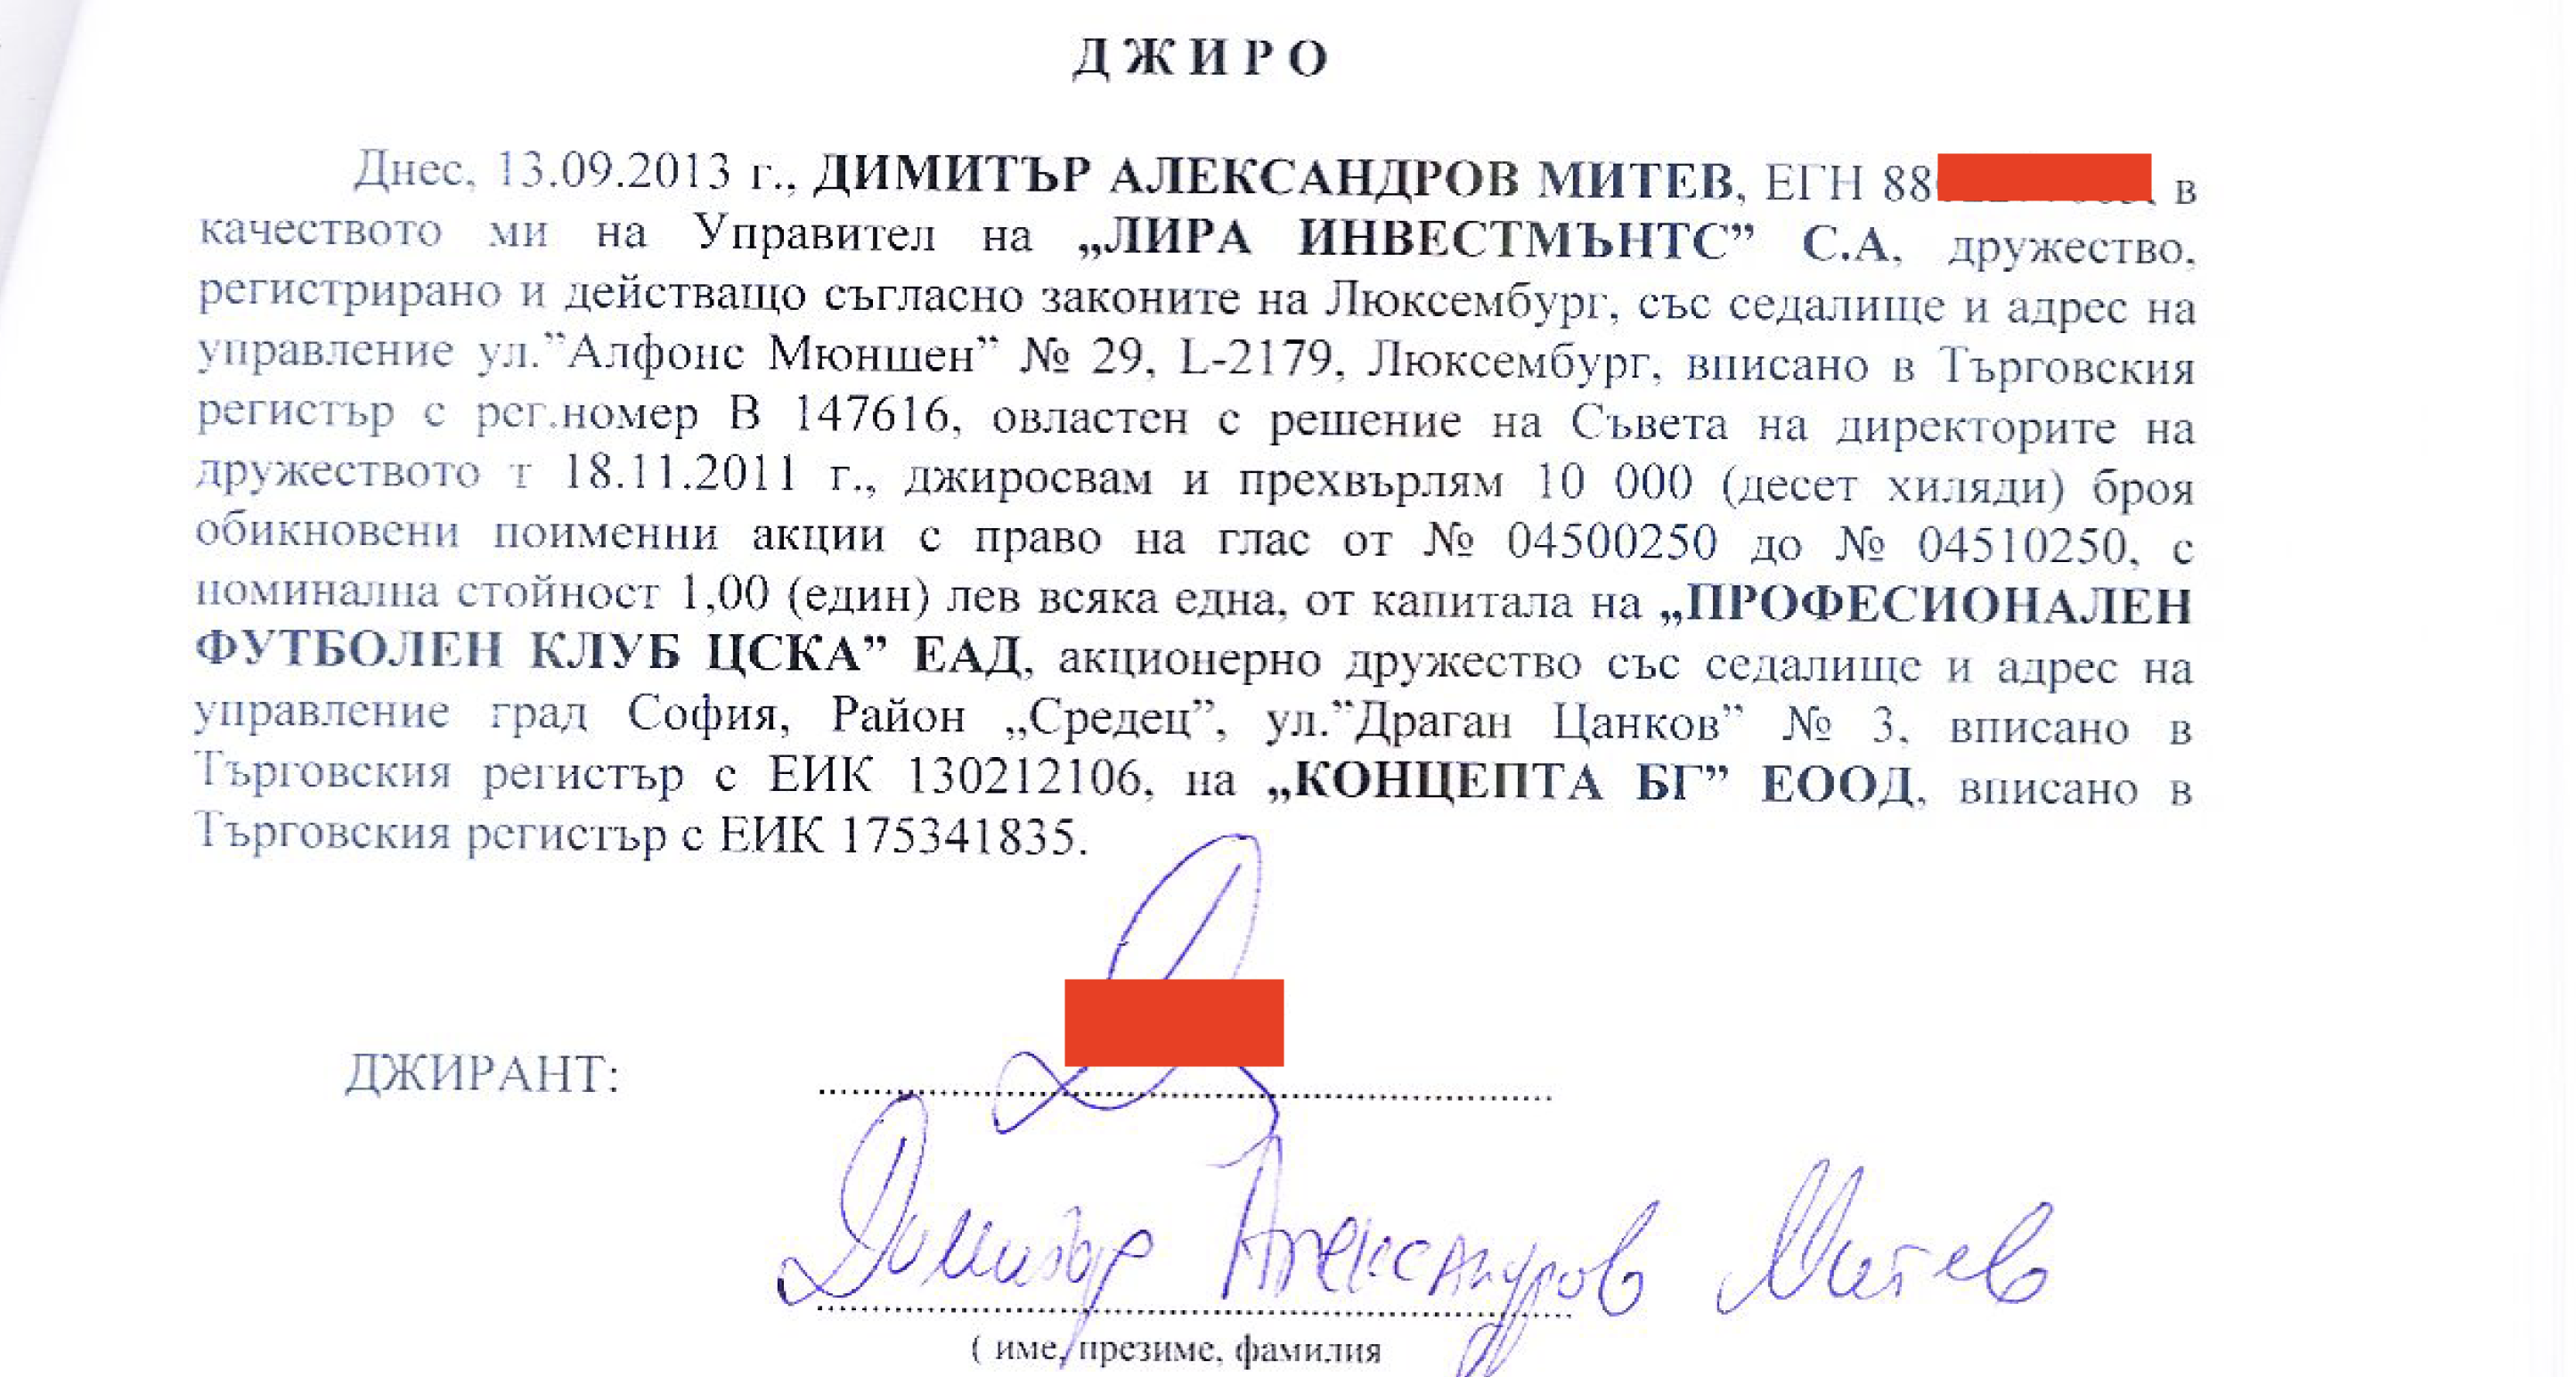 ДЖИРО
Днес, 13.09.2013 г., ДИМИТЪР АЛЕКСАНДРОВ МИТЕВ, ЕГН 88 в
качеството ми на Управител на „ЛИРА ИНВЕСТМЪНТС” С.А, дружество,
регистрирано и действащо съгласно законите на Люксембург, със седалище и адрес на
управление ул.”Алфонс Мюншен” № 29, L-2179, Люксембург, вписано в Търговския
регистър с рег.номер В 147616, овластен с решение на Съвета на директорите на
дружеството т 18.11.2011 г., джиросвам и прехвърлям 10 000 (десет хиляди) броя
обикновени поименни акции с право на глас от № 04500250 до № 04510250, с
номинална стойност 1,00 (един) лев всяка една, от капитала на „ПРОФЕСИОНАЛЕН
ФУТБОЛЕН КЛУБ ЦСКА” ЕАД, акционерно дружество със седалище и адрес на
управление град София, Район „Средец”, ул.”Драган Цанков” № 3, вписано в
Търговския регистър с ЕИК 130212106, на „КОНЦЕПТА БГ” ЕООД, вписано в
Търговския регистър с ЕИК 175341835.
ДЖИРАНТ:
Димитър Александров Митев
( име, презиме, фамилия